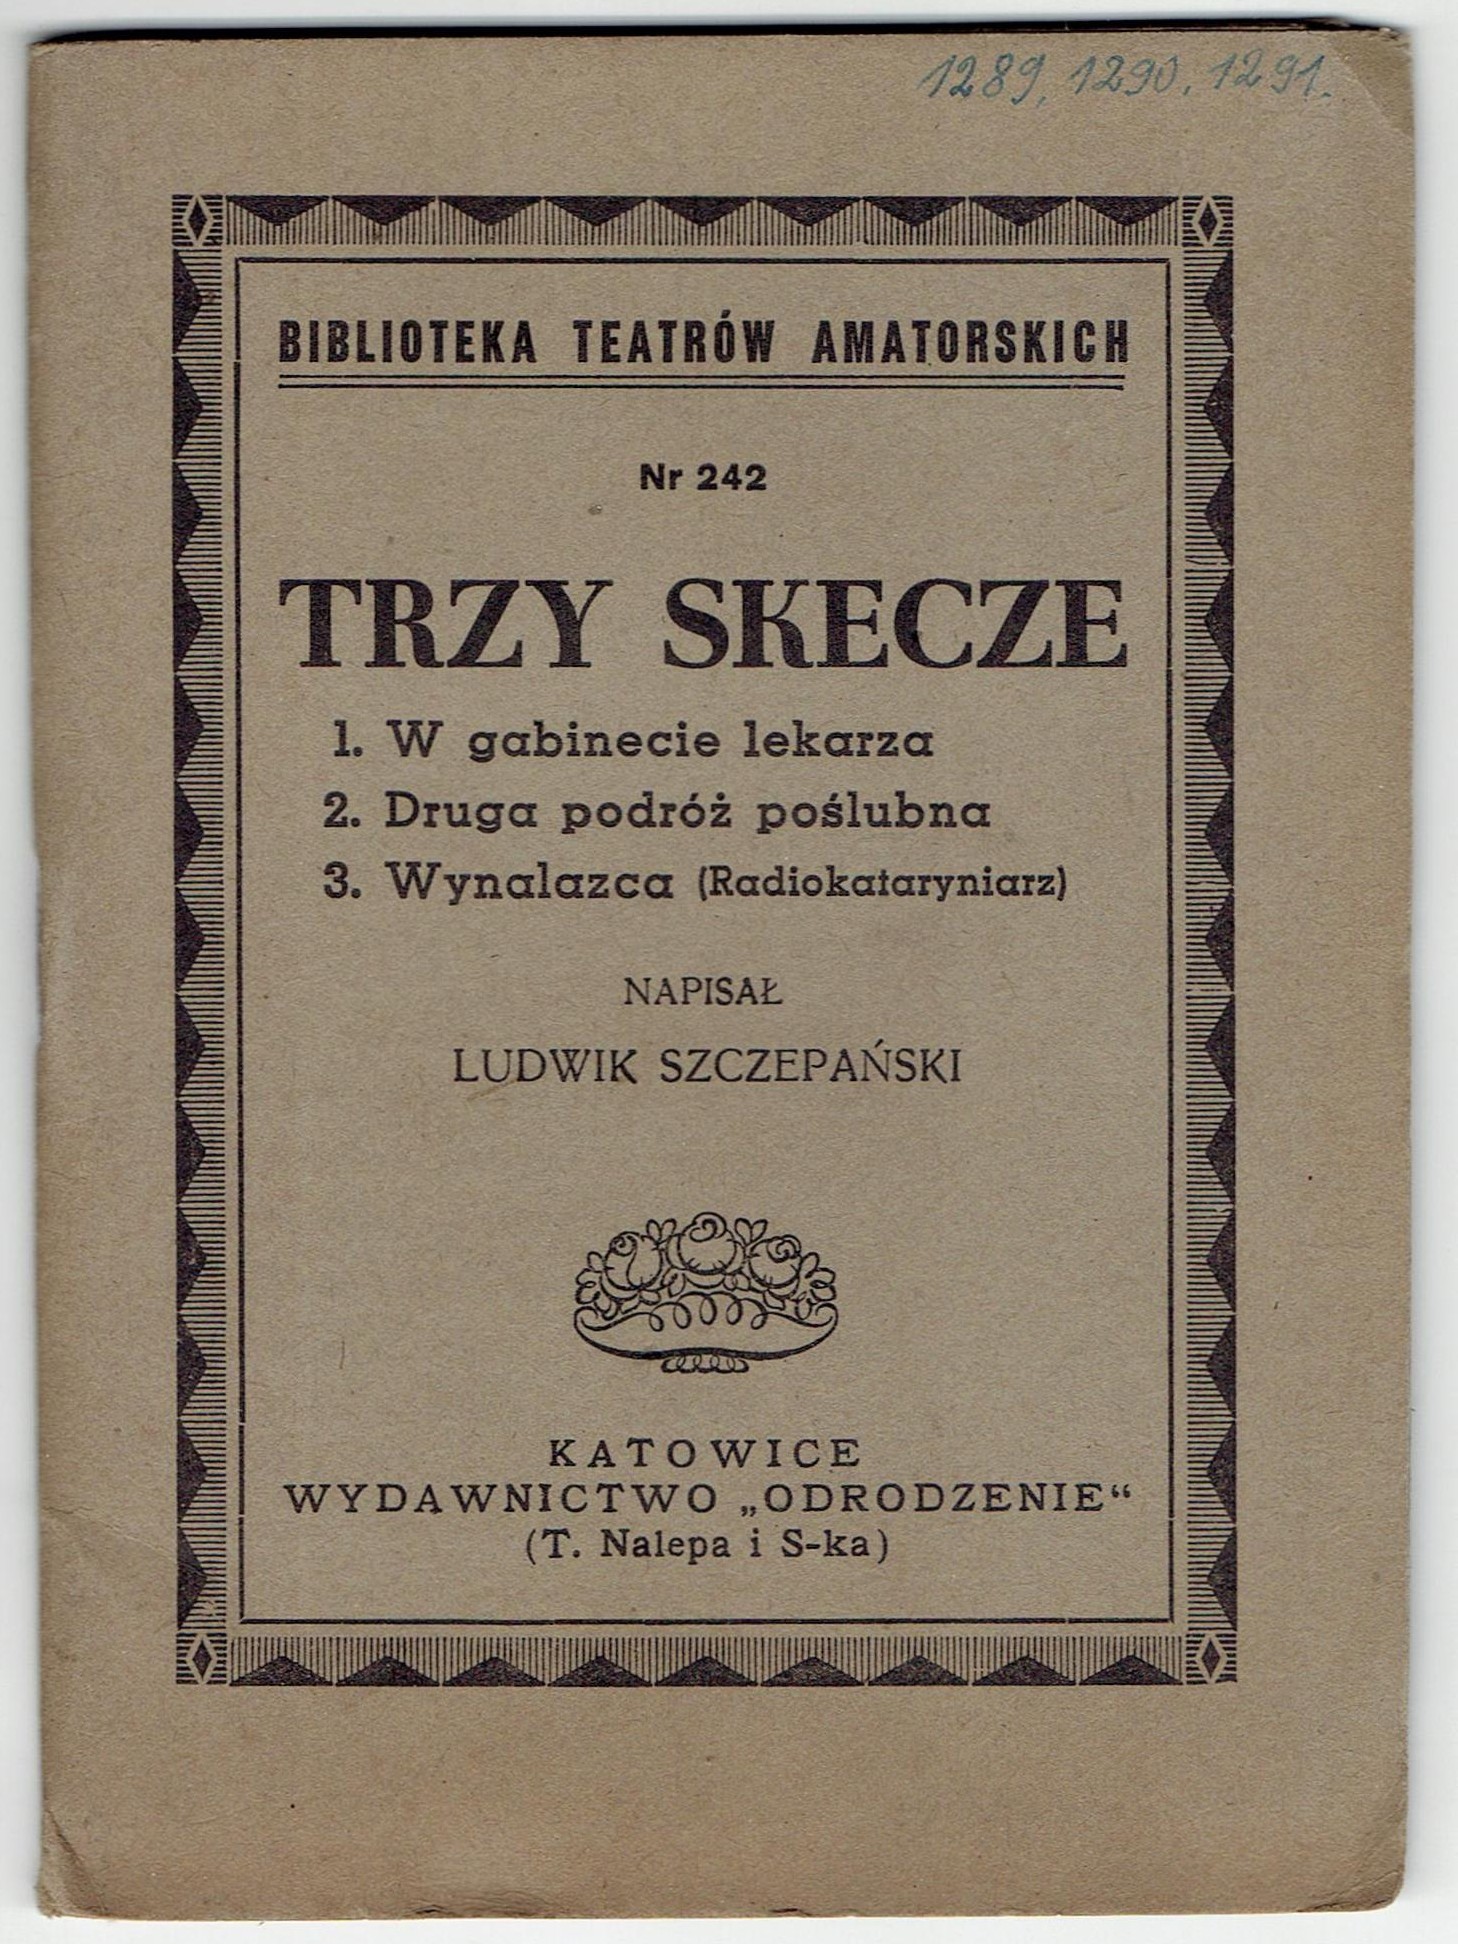 1289, 1290, 1291.
BIBLIOTEKA TEATRÓW AMATORSKICH
Nr 242
TRZY SKECZE
1. W gabinecie lekarza
2. Druga podróż poślubna
3. Wynalazca (Radiokataryniarz)
NAPISAŁ
LUDWIK SZCZEPAŃSKI
KATOWICE
WYDAWNICTWO „ODRODZENIE“
(T. Nalepa i S-ka)